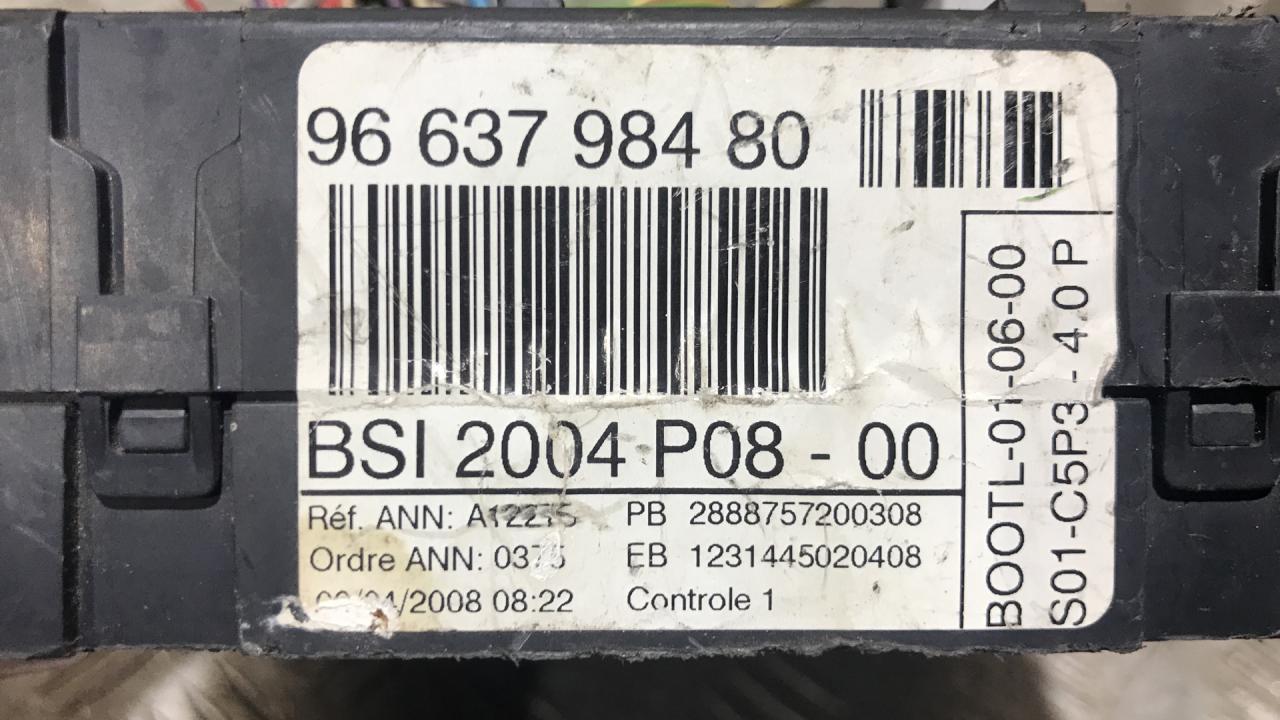 96 637 984 80
BSI 2004 P08 - 00
Réf. ANN:
PB 2888757200308
Ordre ANN: 0375
EB 1231445020408
/2008 08:22
Controle 1
BOOTL-01-06-00
S01-C5P3 - 4.0 P